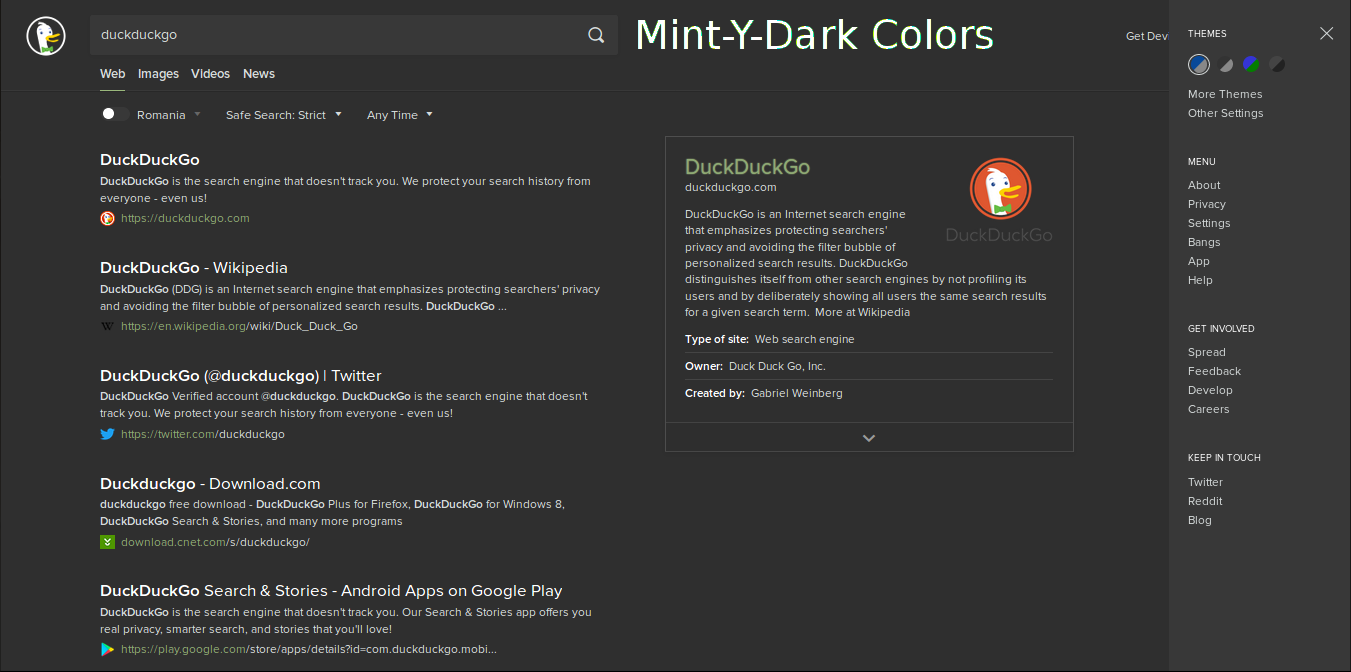 duckduckgo
Mint-Y-Dark Colors
Get Dev
Web Images Videos News
Romania Safe Search: Strict Any Time
DuckDuckGo
DuckDuckGo is the search engine that doesn't track you. We protect your search history from
everyone - even us!
https://duckduckgo.com
DuckDuckGo - Wikipedia
DuckDuckGo (DDG) is an Internet search engine that emphasizes protecting searchers' privacy
and avoiding the filter bubble of personalized search results. DuckDuckGo ...
W https://en.wikipedia.org/wiki/Duck_Duck_Go
DuckDuckGo (@duckduckgo) | Twitter
DuckDuckGo Verified account @duckduckgo. DuckDuckGo is the search engine that doesn't
track you. We protect your search history from everyone - even us!
https://twitter.com/duckduckgo
Duckduckgo - Download.com
duckduckgo free download - DuckDuckGo Plus for Firefox, DuckDuckGo for Windows 8,
DuckDuckGo Search & Stories, and many more programs
download.cnet.com/s/duckduckgo/
DuckDuckGo Search & Stories - Android Apps on Google Play
DuckDuckGo is the search engine that doesn't track you. Our Search & Stories app offers you
real privacy, smarter search, and stories that you'll love!
https://play.google.com/store/apps/details?id=com.duckduckgo.mobi...
DuckDuckGo
duckduckgo.com
DuckDuckGo is an Internet search engine
that emphasizes protecting searchers'
privacy and avoiding the filter bubble of
personalized search results. DuckDuckGo
distinguishes itself from other search engines by not profiling its
users and by deliberately showing all users the same search results
for a given search term. More at Wikipedia
DuckDuckGo
Type of site: Web search engine
Owner: Duck Duck Go, Inc.
Created by: Gabriel Weinberg
THEMES
More Themes
Other Settings
MENU
About
Privacy
Settings
Bangs
App
Help
GET INVOLVED
Spread
Feedback
Develop
Careers
KEEP IN TOUCH
Twitter
Reddit
Blog